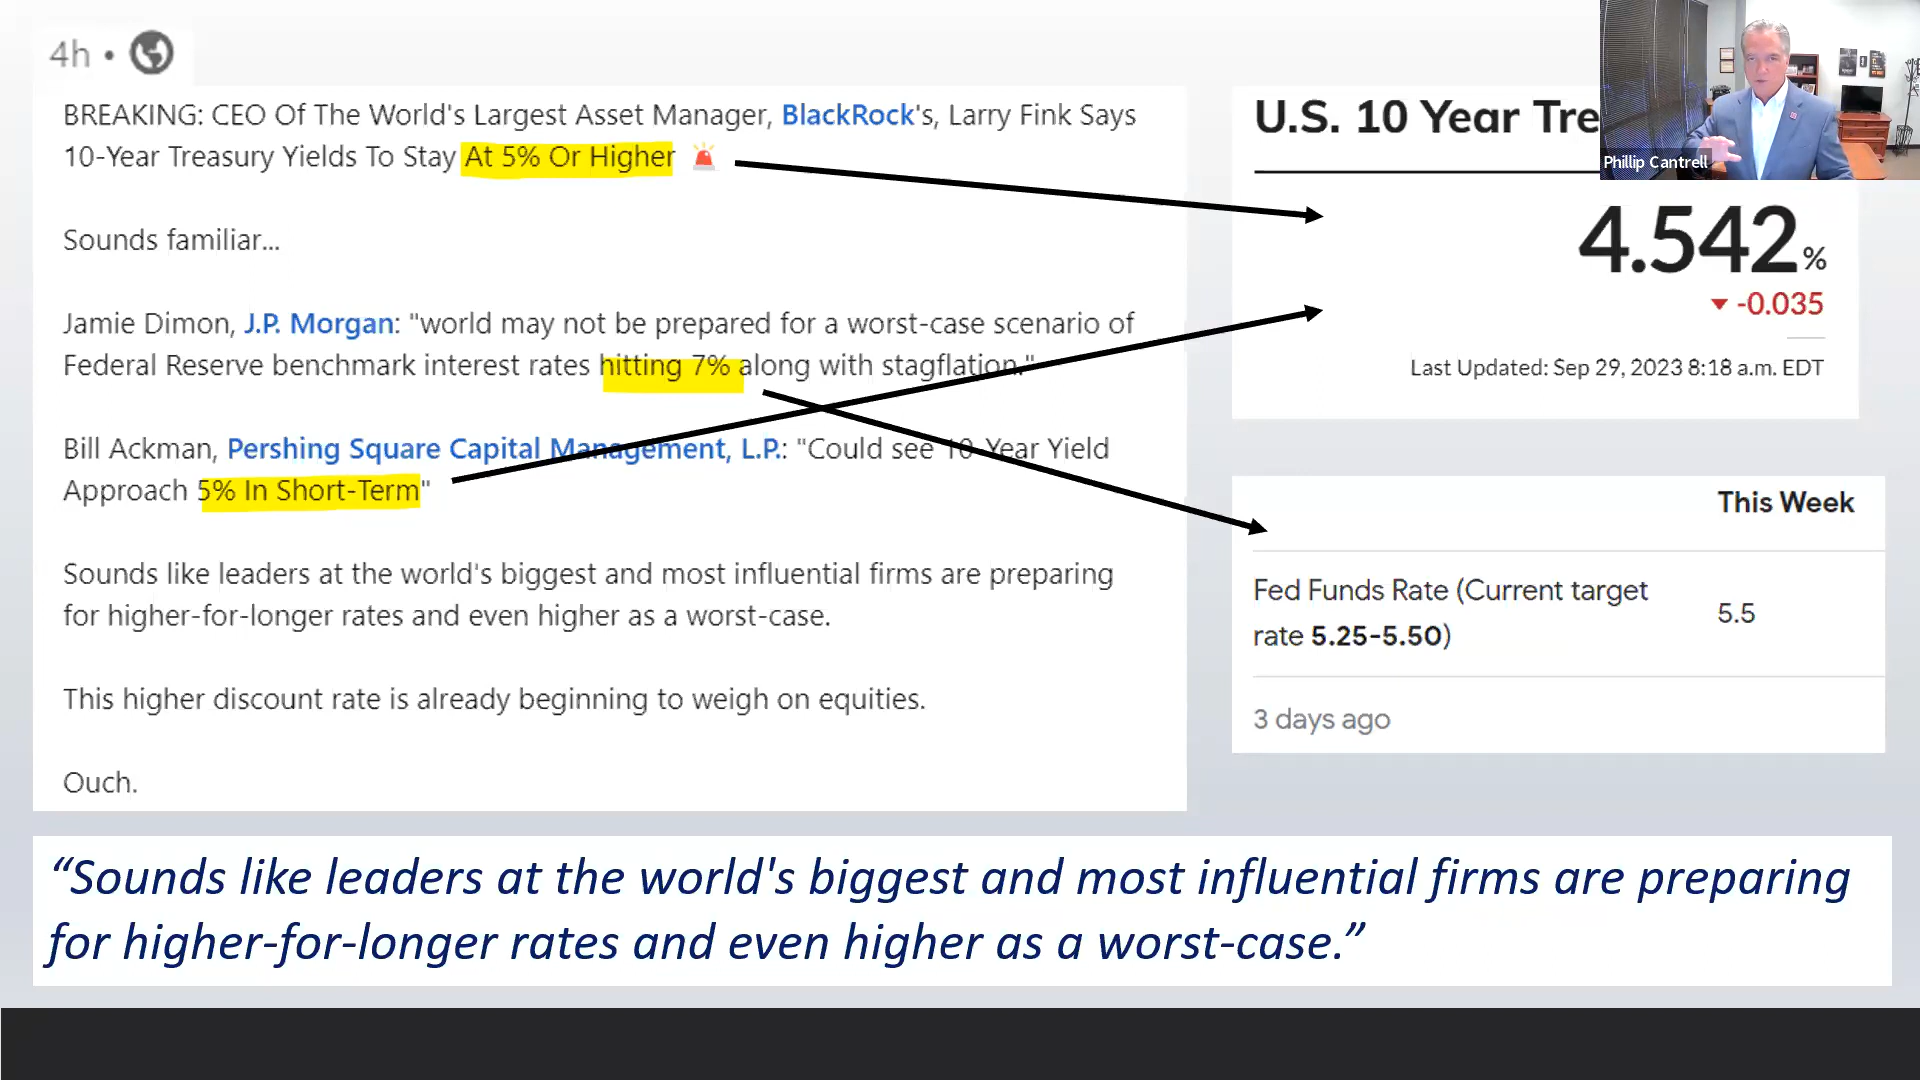 4h •
BREAKING: CEO Of The World's Largest Asset Manager, BlackRock's, Larry Fink Says
10-Year Treasury Yields To Stay At 5% Or Higher
Sounds familiar...
Jamie Dimon, J.P. Morgan: "world may not be prepared for a worst-case scenario of
Federal Reserve benchmark interest rates hitting 7% along with stagflation."
Bill Ackman, Pershing Square Capital Management, L.P.: "Could see 10-Year Yield
Approach 5% In Short-Term"
Sounds like leaders at the world's biggest and most influential firms are preparing
for higher-for-longer rates and even higher as a worst-case.
This higher discount rate is already beginning to weigh on equities.
Ouch.
U.S. 10 Year Tre
4.542%
-0.035
Last Updated: Sep 29, 2023 8:18 a.m. EDT
This Week
Fed Funds Rate (Current target
rate 5.25-5.50)
5.5
3 days ago
Phillip Cantrell
“Sounds like leaders at the world's biggest and most influential firms are preparing
for higher-for-longer rates and even higher as a worst-case.”